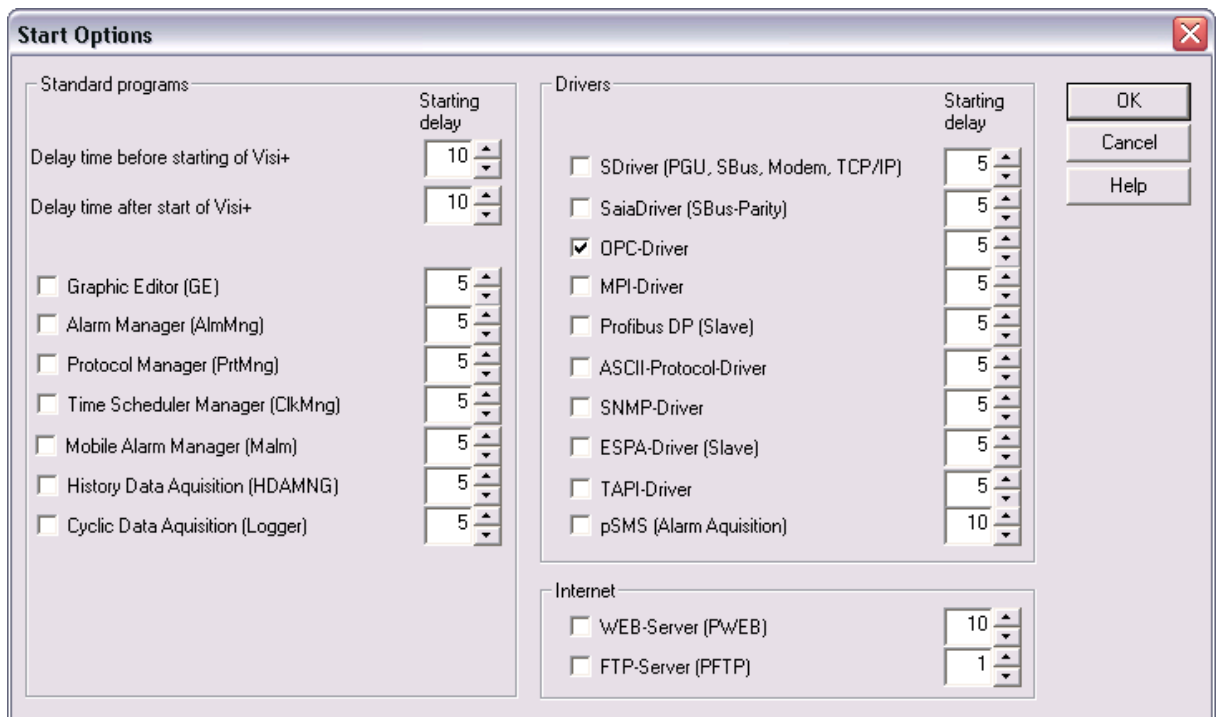 Start Options
Standard programs
Starting
delay
Delay time before starting of Visi+ 10
Delay time after start of Visi+ 10
Graphic Editor (GE) 5
Alarm Manager (AlmMng) 5
Protocol Manager (PrtMng) 5
Time Scheduler Manager (ClkMng) 5
Mobile Alarm Manager (Malm) 5
History Data Aquisition (HDAMNG) 5
Cyclic Data Aquisition (Logger) 5
Drivers
Starting
delay
SDriver (PGU, SBus, Modem, TCP/IP) 5
SaiaDriver (SBus-Parity) 5
OPC-Driver 5
MPI-Driver 5
Profibus DP (Slave) 5
ASCII-Protocol-Driver 5
SNMP-Driver 5
ESPA-Driver (Slave) 5
TAPI-Driver 5
pSMS (Alarm Aquisition) 10
Internet
WEB-Server (PWEB) 10
FTP-Server (PFTP) 1
OK
Cancel
Help